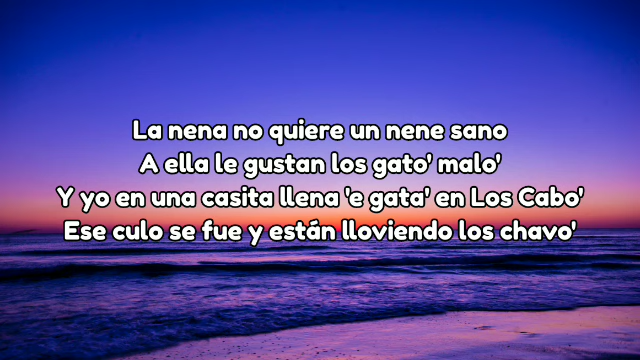 La nena no quiere un nene sano
A ella le gustan los gato' malo'
Y yo en una casita llena 'e gata' en Los Cabo'
Ese culo se fue y están lloviendo los chavo'